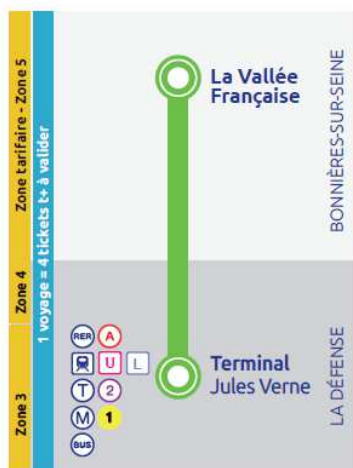 Zone tarifaire - Zone 5
Zone 4
Zone 3
1 voyage = 4 tickets t+ à valider
La Vallée
Française
BONNIÈRES-SUR-SEINE
RER A
U L
T 2
M 1
BUS
Terminal
Jules Verne
LA DÉFENSE